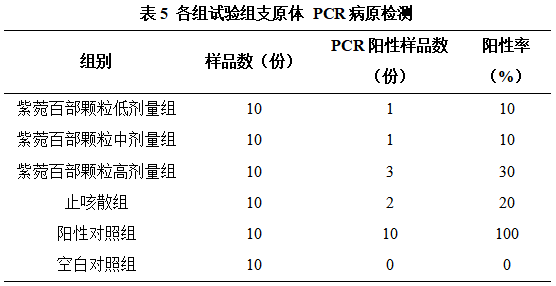 表 5 各组试验组支原体 PCR 病原检测
组别 样品数（份） PCR 阳性样品数（份） 阳性率（%）
紫菀百部颗粒低剂量组 10 1 10
紫菀百部颗粒中剂量组 10 1 10
紫菀百部颗粒高剂量组 10 3 30
止咳散组 10 2 20
阳性对照组 10 10 100
空白对照组 10 0 0